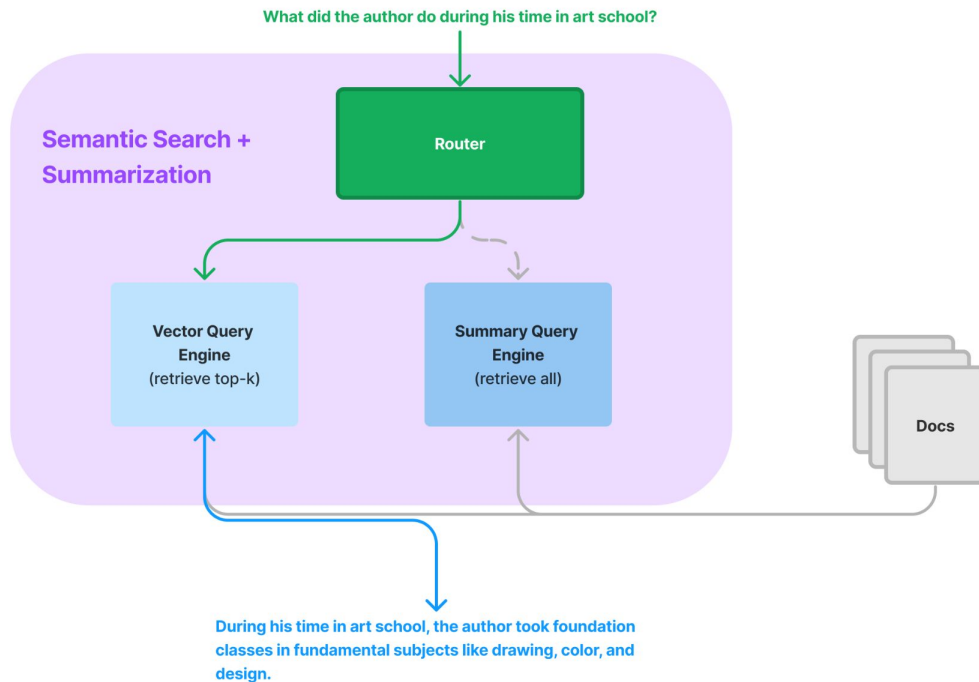 What did the author do during his time in art school?
Semantic Search +
Summarization
Router
Vector Query
Engine
(retrieve top-k)
Summary Query
Engine
(retrieve all)
Docs
During his time in art school, the author took foundation
classes in fundamental subjects like drawing, color, and
design.